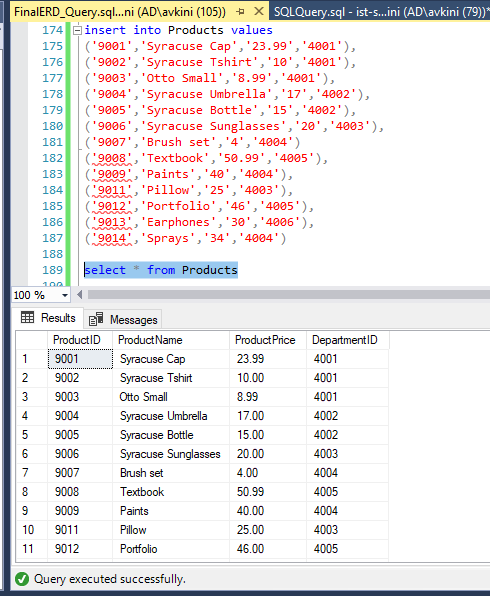 FinalERD_Query.sql...ni (AD\avkini (105)) SQLQuery.sql - ist-s...ini (AD\avkini (79))*
174 insert into Products values
175 ('9001','Syracuse Cap','23.99','4001'),
176 ('9002','Syracuse Tshirt','10','4001'),
177 ('9003','Otto Small','8.99','4001'),
178 ('9004','Syracuse Umbrella','17','4002'),
179 ('9005','Syracuse Bottle','15','4002'),
180 ('9006','Syracuse Sunglasses','20','4003'),
181 ('9007','Brush set','4','4004')
182 ('9008','Textbook','50.99','4005'),
183 ('9009','Paints','40','4004'),
184 ('9011','Pillow','25','4003'),
185 ('9012','Portfolio','46','4005'),
186 ('9013','Earphones','30','4006'),
187 ('9014','Sprays','34','4004')
188
189 select * from Products
190
100 %
Results Messages
ProductID ProductName ProductPrice DepartmentID
1 9001 Syracuse Cap 23.99 4001
2 9002 Syracuse Tshirt 10.00 4001
3 9003 Otto Small 8.99 4001
4 9004 Syracuse Umbrella 17.00 4002
5 9005 Syracuse Bottle 15.00 4002
6 9006 Syracuse Sunglasses 20.00 4003
7 9007 Brush set 4.00 4004
8 9008 Textbook 50.99 4005
9 9009 Paints 40.00 4004
10 9011 Pillow 25.00 4003
11 9012 Portfolio 46.00 4005
Query executed successfully.